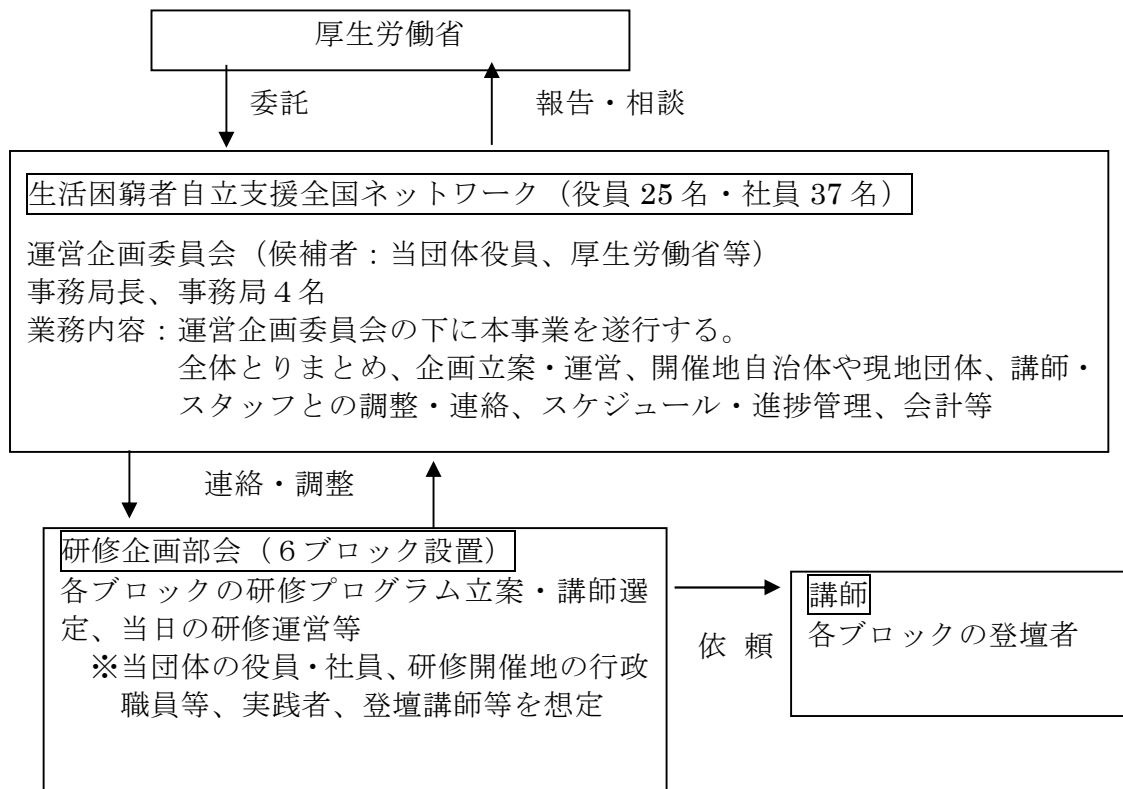 厚生労働省
委託
報告・相談
生活困窮者自立支援全国ネットワーク（役員 25 名・社員 37 名）
運営企画委員会（候補者：当団体役員、厚生労働省等）
事務局長、事務局４名
業務内容：運営企画委員会の下に本事業を遂行する。
全体とりまとめ、企画立案・運営、開催地自治体や現地団体、講師・
スタッフとの調整・連絡、スケジュール・進捗管理、会計等
連絡・調整
研修企画部会（６ブロック設置）
各ブロックの研修プログラム立案・講師選
定、当日の研修運営等
※当団体の役員・社員、研修開催地の行政
職員等、実践者、登壇講師等を想定
依 頼
講師
各ブロックの登壇者